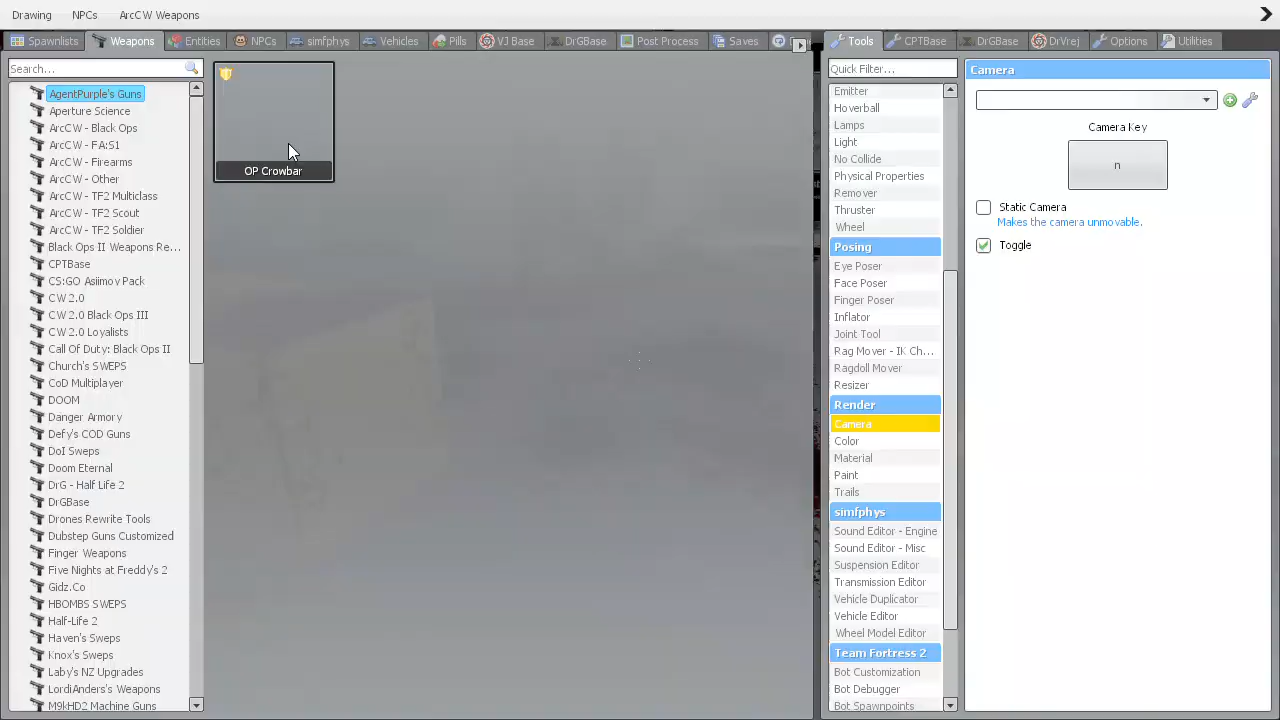 Drawing NPCs ArcCW Weapons
Spawnlists Weapons Entities NPCs simfphys Vehicles Pills VJ Base DrGBase Post Process Saves D
Search...
AgentPurple's Guns
Aperture Science
ArcCW - Black Ops
ArcCW - FA:S1
ArcCW - Firearms
ArcCW - Other
ArcCW - TF2 Multiclass
ArcCW - TF2 Scout
ArcCW - TF2 Soldier
Black Ops II Weapons Re...
CPTBase
CS:GO Asiimov Pack
CW 2.0
CW 2.0 Black Ops III
CW 2.0 Loyalists
Call Of Duty: Black Ops II
Church's SWEPS
CoD Multiplayer
DOOM
Danger Armory
Defy's COD Guns
DoI Sweps
Doom Eternal
DrG - Half Life 2
DrGBase
Drones Rewrite Tools
Dubstep Guns Customized
Finger Weapons
Five Nights at Freddy's 2
Gidz.Co
HBOMBS SWEPS
Half-Life 2
Haven's Sweps
Knox's Sweps
Laby's NZ Upgrades
LordiAnders's Weapons
M9kHD2 Machine Guns
OP Crowbar
Tools CPTBase DrGBase DrVrej Options Utilities
Quick Filter...
Emitter
Hoverball
Lamps
Light
No Collide
Physical Properties
Remover
Thruster
Wheel
Posing
Eye Poser
Face Poser
Finger Poser
Inflator
Joint Tool
Rag Mover - IK Ch...
Ragdoll Mover
Resizer
Render
Camera
Color
Material
Paint
Trails
simfphys
Sound Editor - Engine
Sound Editor - Misc
Suspension Editor
Transmission Editor
Vehicle Duplicator
Vehicle Editor
Wheel Model Editor
Team Fortress 2
Bot Customization
Bot Debugger
Bot Spawnpoints
Camera
Camera Key
n
Static Camera
Makes the camera unmovable.
Toggle